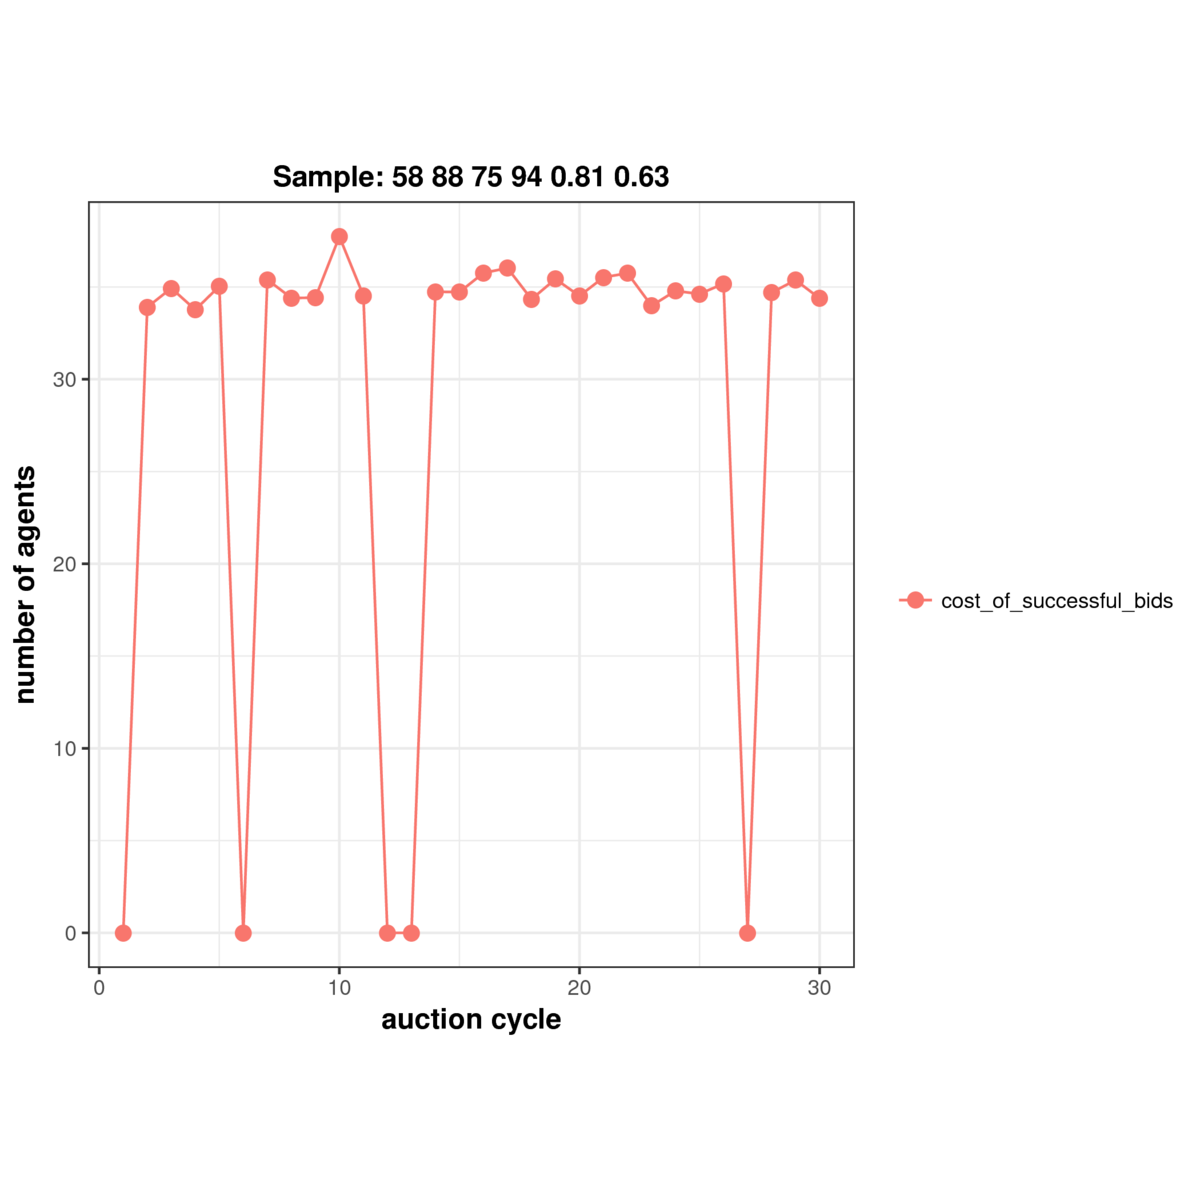 Sample: 58 88 75 94 0.81 0.63
number of agents
30
20
10
0
0 10 20 30
auction cycle
cost_of_successful_bids